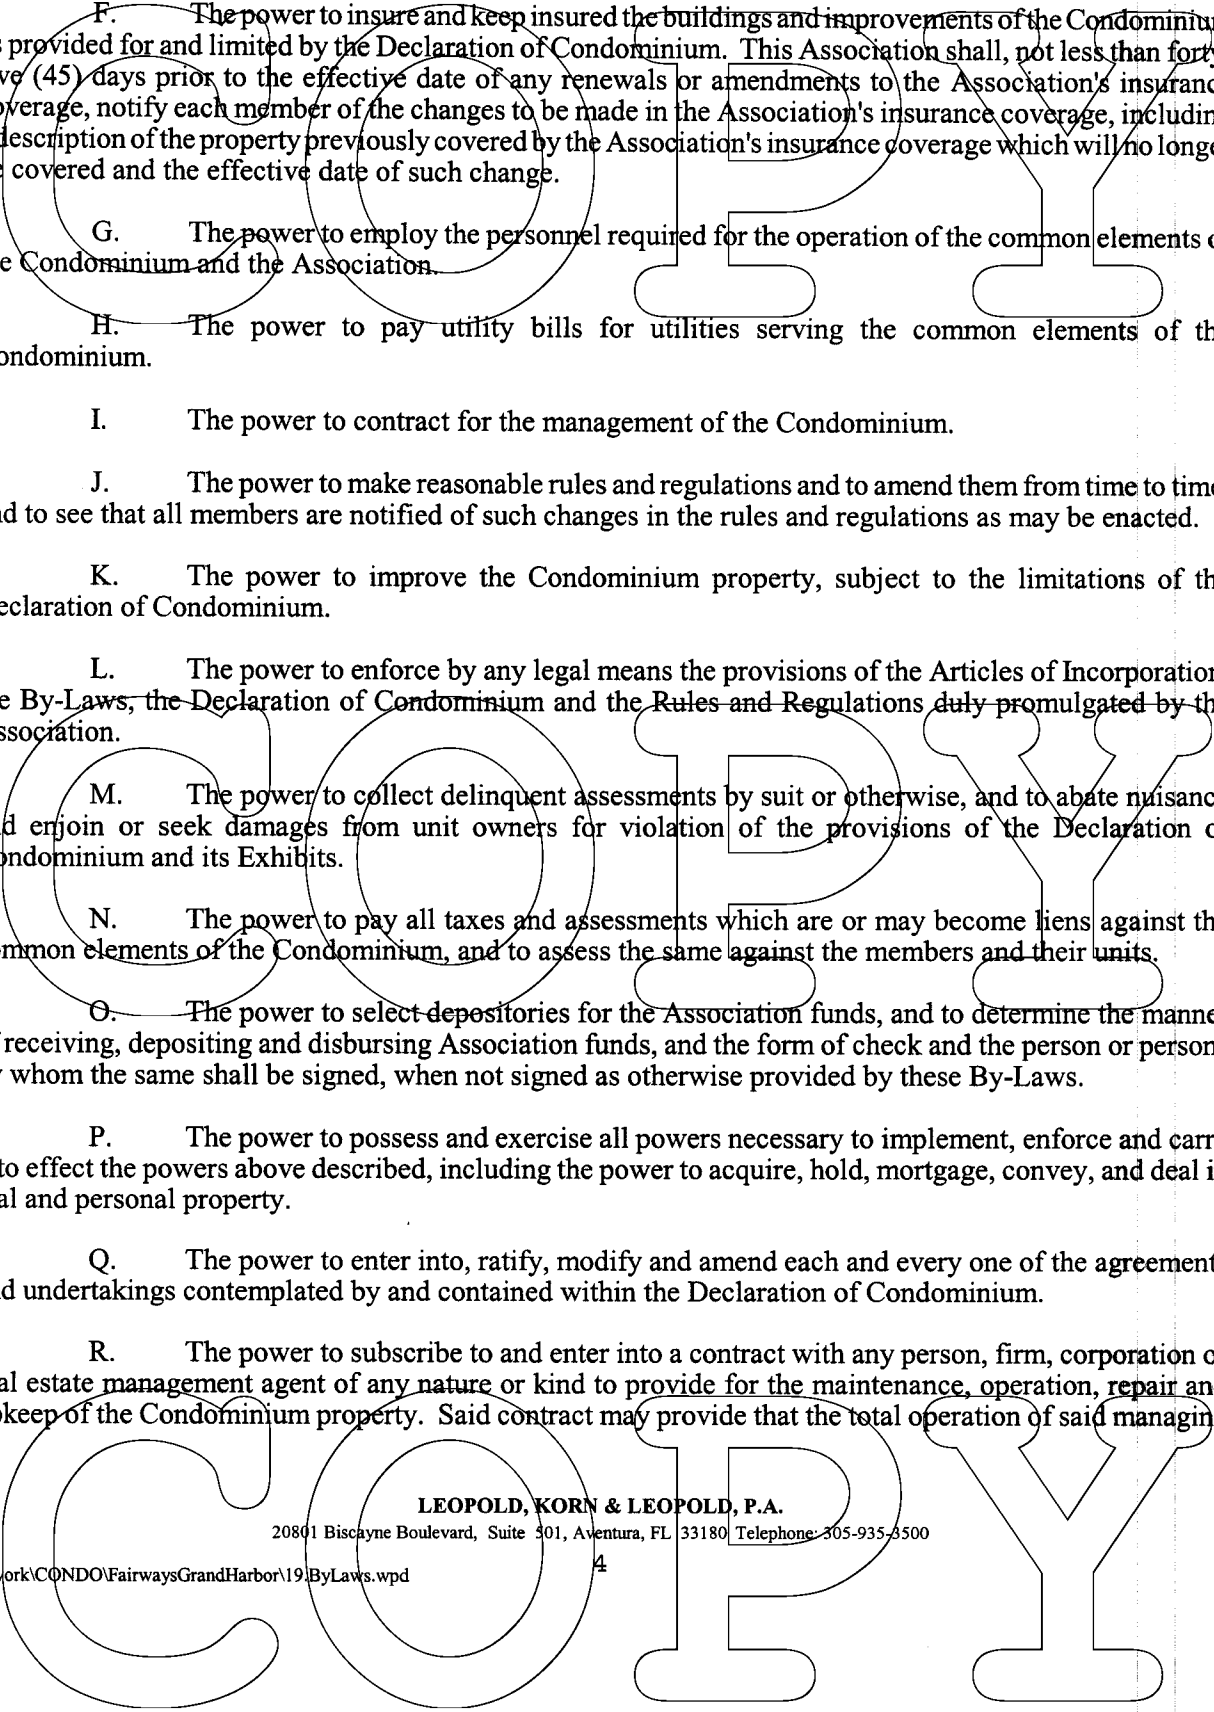 F. The power to insure and keep insured the buildings and improvements of the Condominiu
s provided for and limited by the Declaration of Condominium. This Association shall, not less than forty
ve (45) days prior to the effective date of any renewals or amendments to the Association's insuranc
overage, notify each member of the changes to be made in the Association's insurance coverage, includin
description of the property previously covered by the Association's insurance coverage which will no longe
e covered and the effective date of such change.
G. The power to employ the personnel required for the operation of the common elements o
e Condominium and the Association.
H. The power to pay utility bills for utilities serving the common elements of th
ondominium.
I. The power to contract for the management of the Condominium.
J. The power to make reasonable rules and regulations and to amend them from time to time
nd to see that all members are notified of such changes in the rules and regulations as may be enacted.
K. The power to improve the Condominium property, subject to the limitations of th
eclaration of Condominium.
L. The power to enforce by any legal means the provisions of the Articles of Incorporation
e By-Laws, the Declaration of Condominium and the Rules and Regulations duly promulgated by th
ssociation.
M. The power to collect delinquent assessments by suit or otherwise, and to abate nuisanc
d enjoin or seek damages from unit owners for violation of the provisions of the Declaration o
ondominium and its Exhibits.
N. The power to pay all taxes and assessments which are or may become liens against th
mmon elements of the Condominium, and to assess the same against the members and their units.
O. The power to select depositories for the Association funds, and to determine the manne
f receiving, depositing and disbursing Association funds, and the form of check and the person or person
y whom the same shall be signed, when not signed as otherwise provided by these By-Laws.
P. The power to possess and exercise all powers necessary to implement, enforce and carr
to effect the powers above described, including the power to acquire, hold, mortgage, convey, and deal i
al and personal property.
Q. The power to enter into, ratify, modify and amend each and every one of the agreement
d undertakings contemplated by and contained within the Declaration of Condominium.
R. The power to subscribe to and enter into a contract with any person, firm, corporation o
al estate management agent of any nature or kind to provide for the maintenance, operation, repair an
pkeep of the Condominium property. Said contract may provide that the total operation of said managin
LEOPOLD, KORN & LEOPOLD, P.A.
20801 Biscayne Boulevard, Suite 501, Aventura, FL 33180 Telephone: 305-935-3500
4
ork\CONDO\FairwaysGrandHarbor\19.ByLaws.wpd
COPY
COPY
COPY